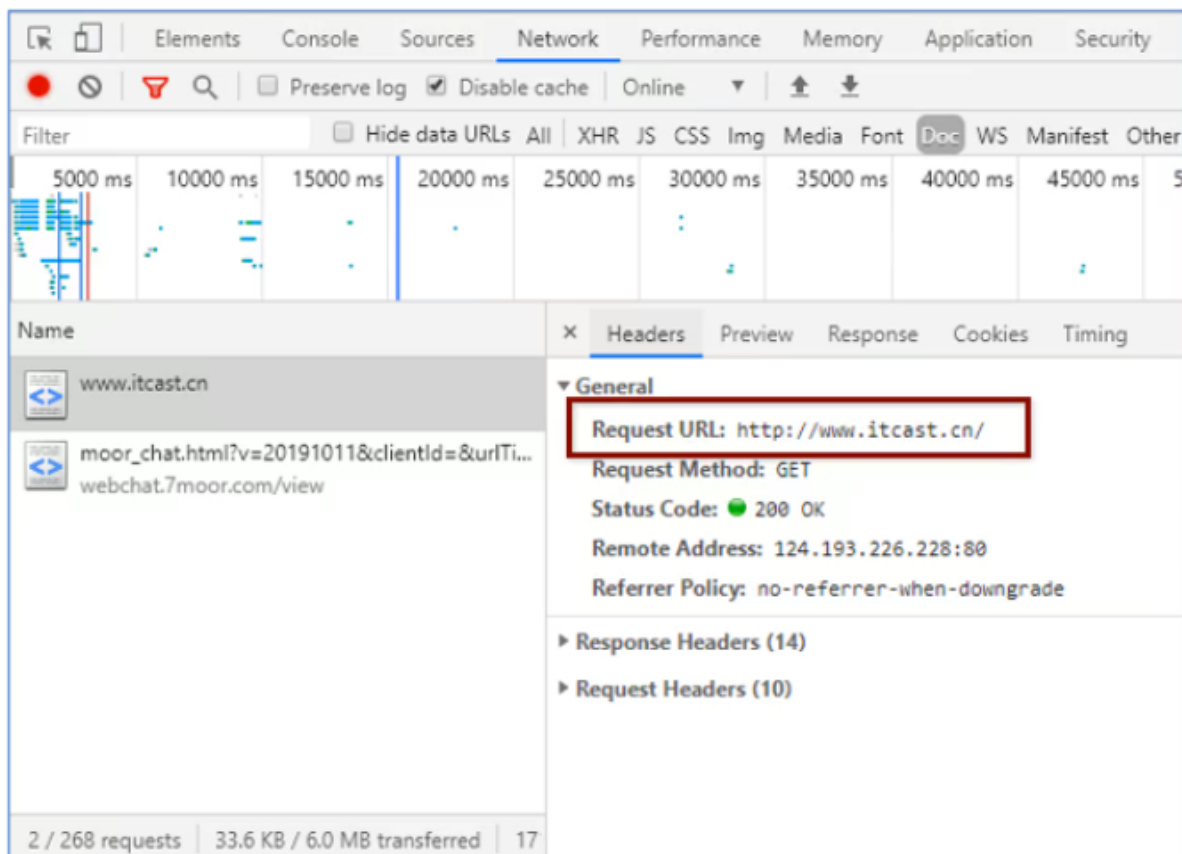 Elements Console Sources Network Performance Memory Application Security
Preserve log Disable cache Online
Filter Hide data URLs All XHR JS CSS Img Media Font Doc WS Manifest Other
5000 ms 10000 ms 15000 ms 20000 ms 25000 ms 30000 ms 35000 ms 40000 ms 45000 ms 5
Name
× Headers Preview Response Cookies Timing
www.itcast.cn
moor_chat.html?v=20191011&clientId=&urlTi...
webchat.7moor.com/view
General
Request URL: http://www.itcast.cn/
Request Method: GET
Status Code: 200 OK
Remote Address: 124.193.226.228:80
Referrer Policy: no-referrer-when-downgrade
Response Headers (14)
Request Headers (10)
2 / 268 requests 33.6 KB / 6.0 MB transferred 17